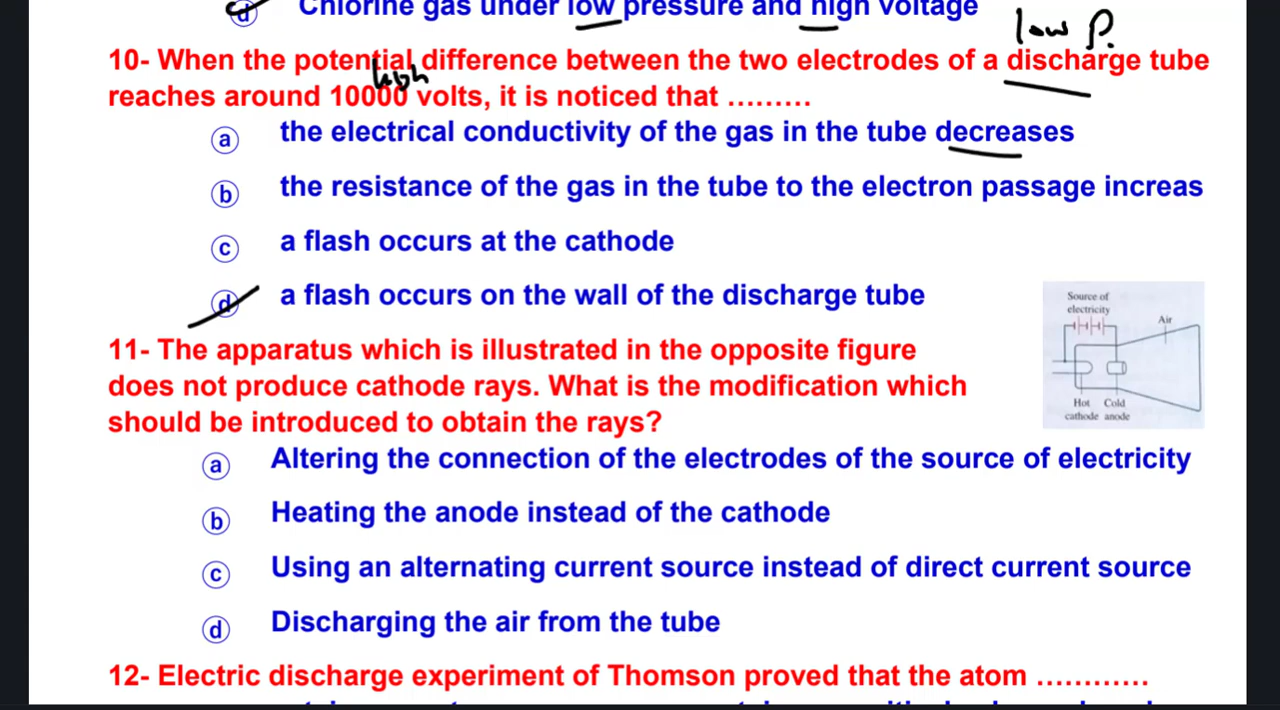 d Chlorine gas under low pressure and high voltage
low P.
10- When the potential difference between the two electrodes of a discharge tube
high
reaches around 10000 volts, it is noticed that .........
a the electrical conductivity of the gas in the tube decreases
b the resistance of the gas in the tube to the electron passage increas
c a flash occurs at the cathode
d a flash occurs on the wall of the discharge tube
11- The apparatus which is illustrated in the opposite figure
does not produce cathode rays. What is the modification which
should be introduced to obtain the rays?
Source of
electricity
Air
Hot Cold
cathode anode
a Altering the connection of the electrodes of the source of electricity
b Heating the anode instead of the cathode
c Using an alternating current source instead of direct current source
d Discharging the air from the tube
12- Electric discharge experiment of Thomson proved that the atom ............